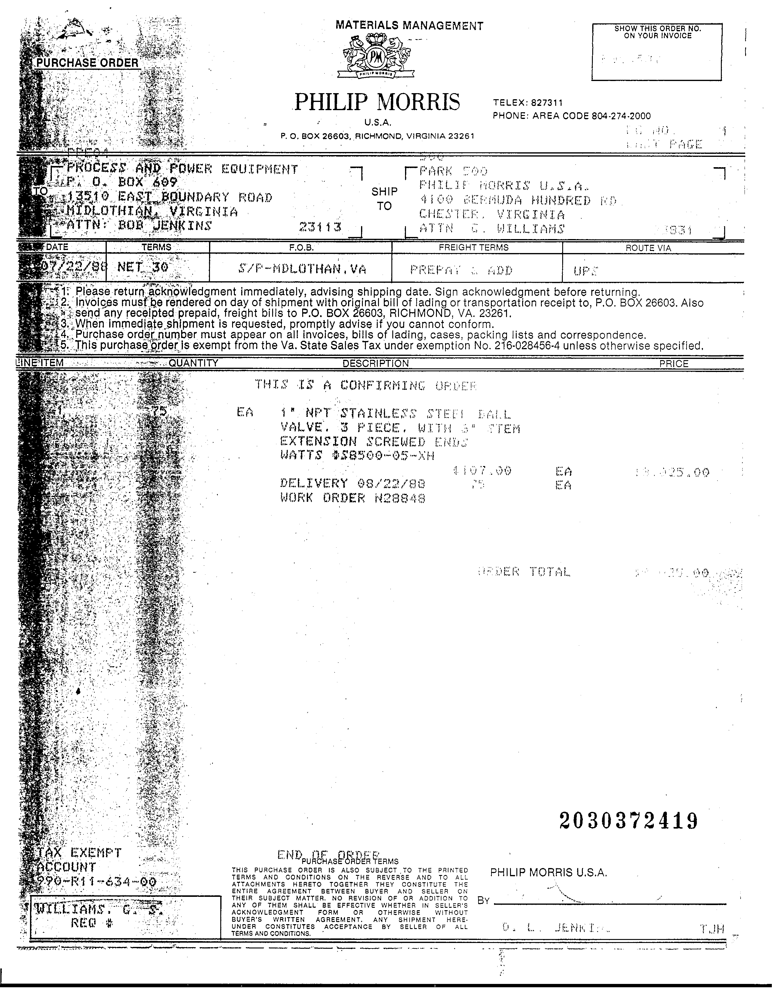 MATERIALS MANAGEMENT
SHOW THIS ORDER NO.
ON YOUR INVOICE
PURCHASE ORDER
PM
PHILIP MORRIS
PHILIP MORRIS
U.S.A.
P. O. BOX 26603, RICHMOND, VIRGINIA 23261
TELEX: 827311
PHONE: AREA CODE 804-274-2000
PAGE
TO
PROCESS AND POWER EQUIPMENT
P. O. BOX 609
13510 EAST BOUNDARY ROAD
MIDLOTHIAN, VIRGINIA
ATTN: BOB JENKINS 23113
SHIP
TO
500
PARK 500
PHILIP MORRIS U.S.A.
4100 BERMUDA HUNDRED RD
CHESTER, VIRGINIA
ATTN G. WILLIAMS
DATE TERMS F.O.B. FREIGHT TERMS ROUTE VIA
07/22/88 NET 30 S/P-MDLOTHAN,VA PREPAY & ADD UPS
1. Please return acknowledgment immediately, advising shipping date. Sign acknowledgment before returning.
2. Invoices must be rendered on day of shipment with original bill of lading or transportation receipt to, P.O. BOX 26603. Also
send any receipted prepaid, freight bills to P.O. BOX 26603, RICHMOND, VA. 23261.
3. When immediate shipment is requested, promptly advise if you cannot conform.
4. Purchase order number must appear on all invoices, bills of lading, cases, packing lists and correspondence.
5. This purchase order is exempt from the Va. State Sales Tax under exemption No. 216-028456-4 unless otherwise specified.
LINE ITEM QUANTITY DESCRIPTION PRICE
THIS IS A CONFIRMING ORDER
1 75 EA 1" NPT STAINLESS STEEL BALL
VALVE, 3 PIECE, WITH STEM
EXTENSION SCREWED ENDS
WATTS #S8500-05-XH
$107.00 EA
DELIVERY 08/22/88 75 EA
WORK ORDER N28848
ORDER TOTAL
2030372419
TAX EXEMPT
ACCOUNT
990-R11-634-00
WILLIAMS, G. S.
REQ #
END OF ORDER
PURCHASE ORDER TERMS
THIS PURCHASE ORDER IS ALSO SUBJECT TO THE PRINTED
TERMS AND CONDITIONS ON THE REVERSE AND TO ALL
ATTACHMENTS HERETO TOGETHER THEY CONSTITUTE THE
ENTIRE AGREEMENT BETWEEN BUYER AND SELLER ON
THEIR SUBJECT MATTER. NO REVISION OF OR ADDITION TO
ANY OF THEM SHALL BE EFFECTIVE WHETHER IN SELLER'S
ACKNOWLEDGMENT FORM OR OTHERWISE WITHOUT
BUYER'S WRITTEN AGREEMENT. ANY SHIPMENT HERE-
UNDER CONSTITUTES ACCEPTANCE BY SELLER OF ALL
TERMS AND CONDITIONS.
PHILIP MORRIS U.S.A.
BY
D. L. TJH